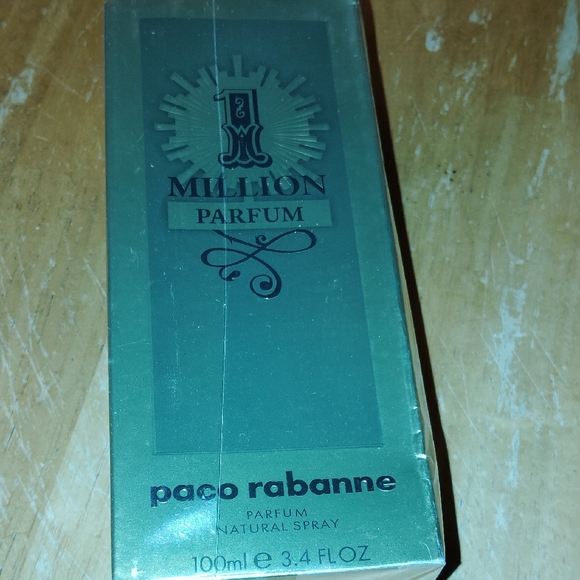 1
MILLION
PARFUM
paco rabanne
PARFUM
NATURAL SPRAY
100ml e 3.4 FL OZ